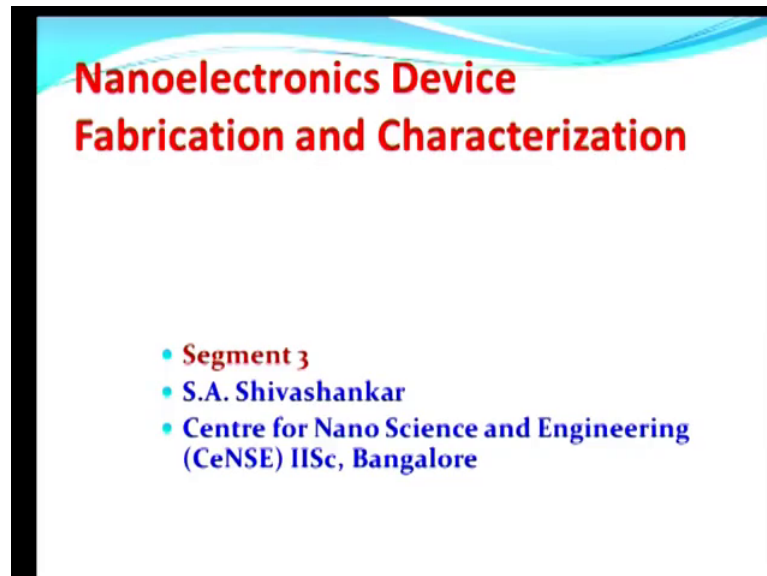 Nanoelectronics Device
Fabrication and Characterization
• Segment 3
• S.A. Shivashankar
• Centre for Nano Science and Engineering
(CeNSE) IISc, Bangalore